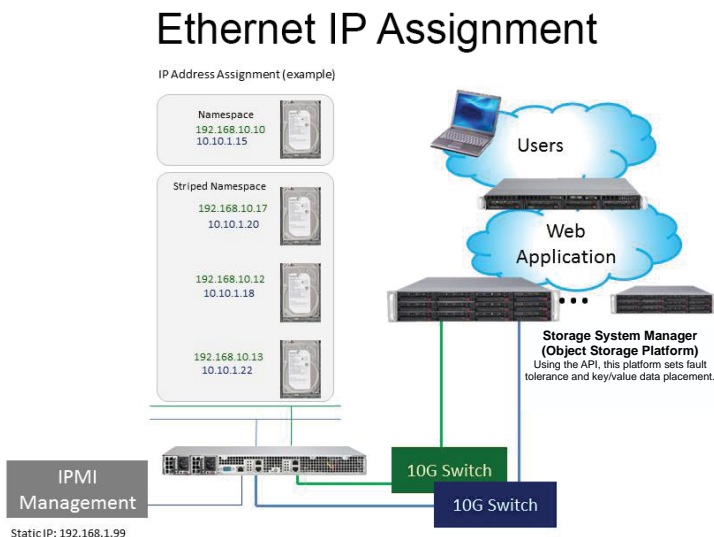 Ethernet IP Assignment
IP Address Assignment (example)
Namespace
192.168.10.10
10.10.1.15
Striped Namespace
192.168.10.17
10.10.1.20
192.168.10.12
10.10.1.18
192.168.10.13
10.10.1.22
Users
Web
Application
Storage System Manager
(Object Storage Platform)
Using the API, this platform sets fault
tolerance and key/value data placement.
10G Switch
10G Switch
IPMI
Management
Static IP: 192.168.1.99